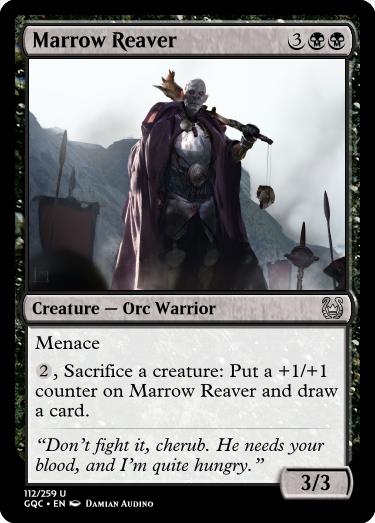 Marrow Reaver 3
Creature — Orc Warrior
Menace
2, Sacrifice a creature: Put a +1/+1
counter on Marrow Reaver and draw
a card.
“Don’t fight it, cherub. He needs your
blood, and I’m quite hungry.”
3/3
112/259 U
GQC • EN Damian Audino